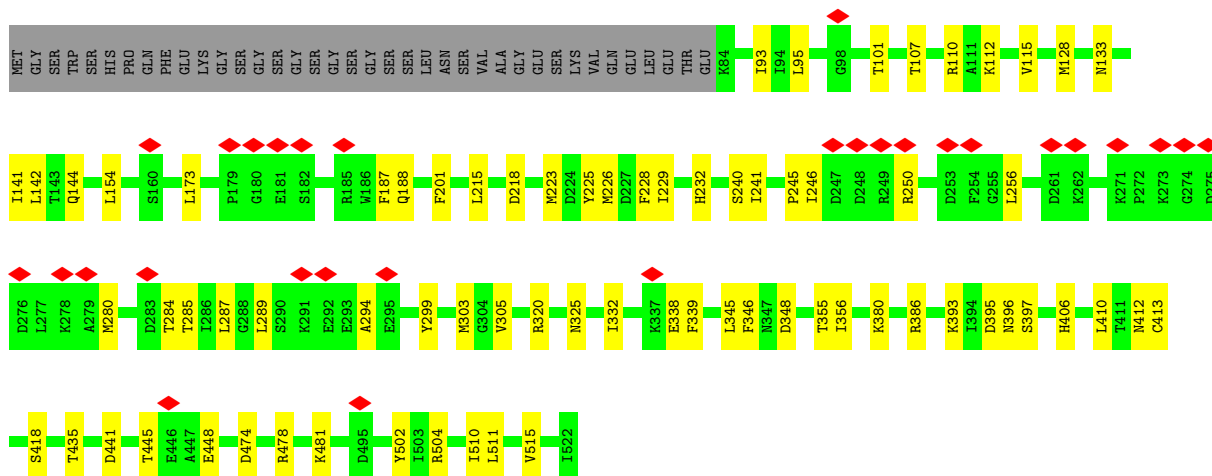 MET GLY SER TRP SER HIS PRO GLN PHE GLU LYS GLY SER GLY SER GLY SER GLY SER GLY SER SER LEU ASN SER VAL ALA GLY GLU SER LYS VAL GLN GLU LEU GLU THR GLU K84 I93 I94 L95 G98 T101 T107 R110 A111 K112 V115 M128 N133
I141 L142 T143 Q144 L154 S160 L173 P179 G180 E181 S182 R185 W186 F187 Q188 F201 L215 D218 M223 D224 Y225 M226 D227 F228 I229 H232 S240 I241 P245 I246 D247 D248 R249 R250 D253 F254 G255 L256 D261 K262 K271 P272 K273 G274 D275
D276 L277 K278 A279 M280 D283 T284 T285 I286 L287 G288 L289 S290 K291 E292 E293 A294 E295 Y299 M303 G304 V305 R320 N325 I332 K337 E338 F339 L345 F346 N347 D348 T355 I356 K380 R386 K393 I394 D395 N396 S397 H406 L410 T411 N412 C413
S418 T435 D441 T445 E446 A447 E448 D474 R478 K481 D495 Y502 I503 R504 I510 L511 V515 I522